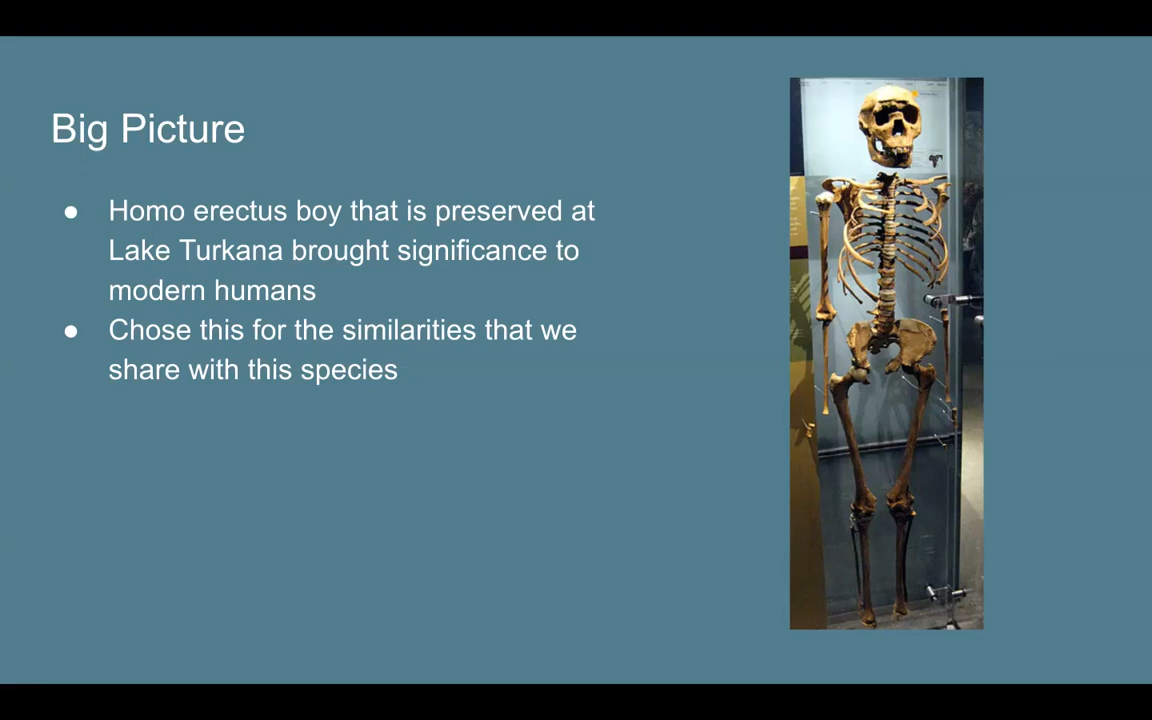 Big Picture
● Homo erectus boy that is preserved at
Lake Turkana brought significance to
modern humans
● Chose this for the similarities that we
share with this species